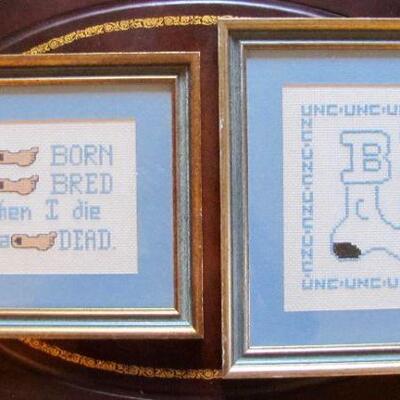 BORN
BRED
hen I die
a DEAD.
UNC·UNC·UNC
UNC·UNC·UNC
B
UNC·UNC·UNC